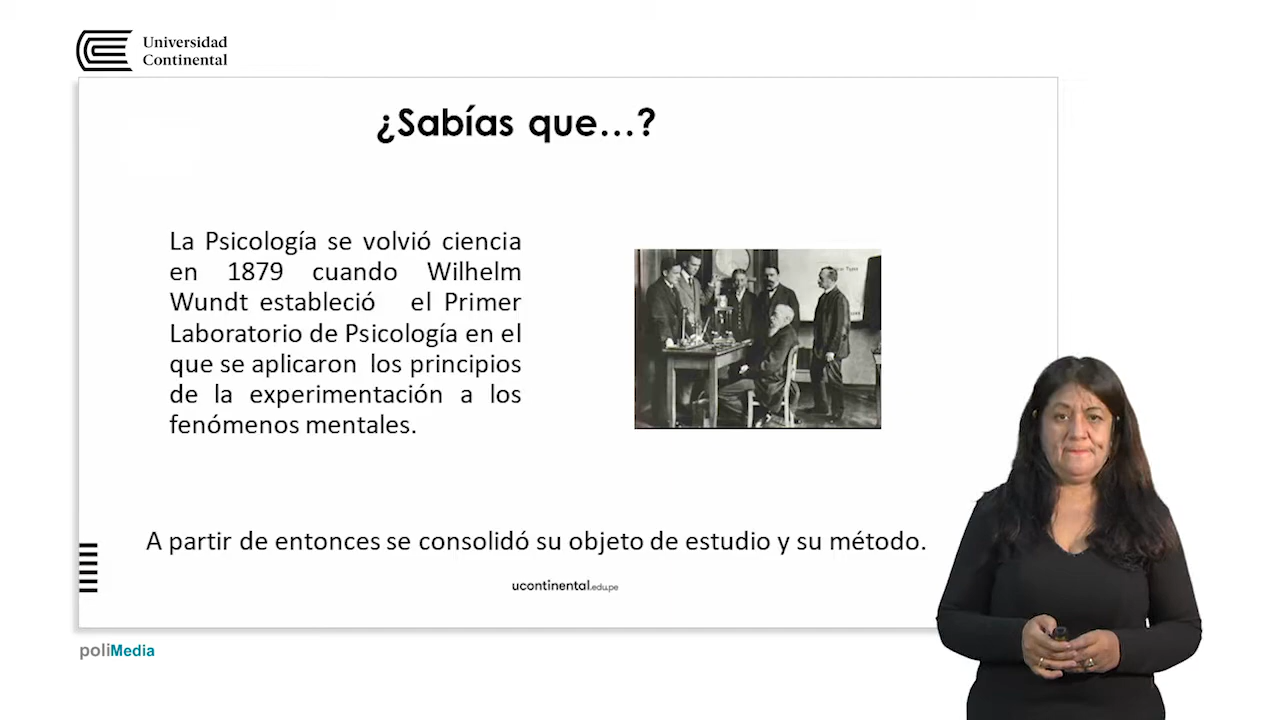 Universidad
Continental
¿Sabías que...?
La Psicología se volvió ciencia
en 1879 cuando Wilhelm
Wundt estableció el Primer
Laboratorio de Psicología en el
que se aplicaron los principios
de la experimentación a los
fenómenos mentales.
A partir de entonces se consolidó su objeto de estudio y su método.
ucontinental.edu.pe
poliMedia